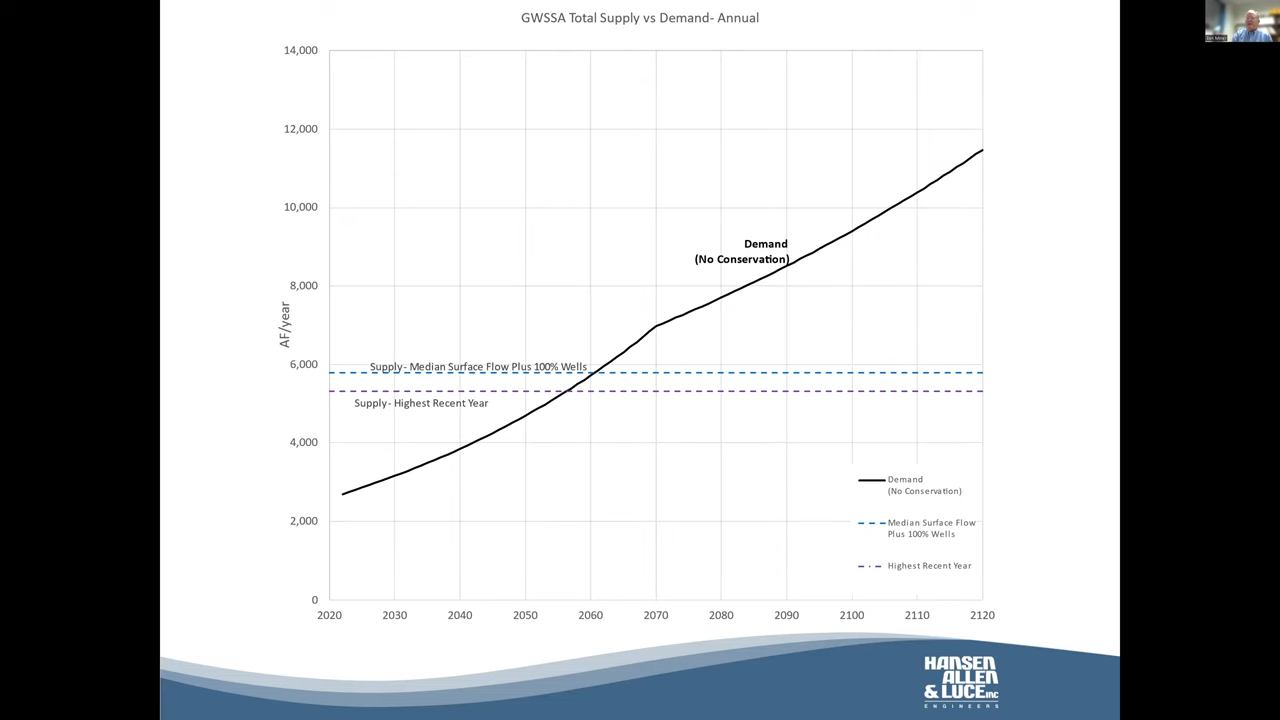 GWSSA Total Supply vs Demand- Annual
14,000
12,000
10,000
8,000
6,000
4,000
2,000
0
AF/year
Demand
(No Conservation)
Supply- Median Surface Flow Plus 100% Wells
Supply- Highest Recent Year
Demand
(No Conservation)
Median Surface Flow
Plus 100% Wells
Highest Recent Year
2020 2030 2040 2050 2060 2070 2080 2090 2100 2110 2120
HANSEN
ALLEN
& LUCE INC
ENGINEERS